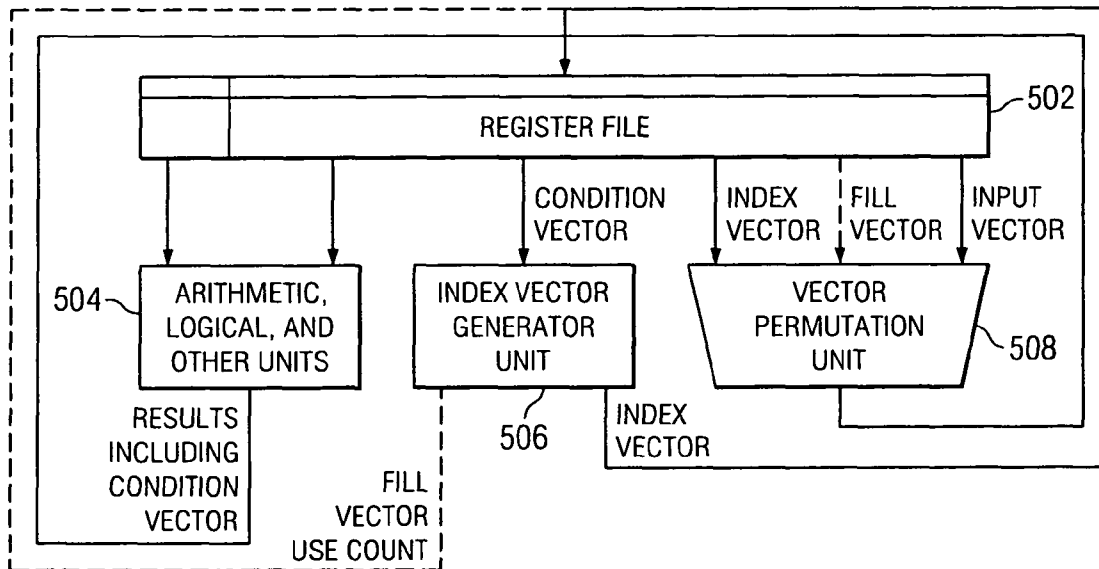 REGISTER FILE
502
CONDITION
VECTOR
INDEX
VECTOR
FILL
VECTOR
INPUT
VECTOR
504
ARITHMETIC,
LOGICAL, AND
OTHER UNITS
INDEX VECTOR
GENERATOR
UNIT
VECTOR
PERMUTATION
UNIT
508
RESULTS
INCLUDING
CONDITION
VECTOR
506
INDEX
VECTOR
FILL
VECTOR
USE COUNT